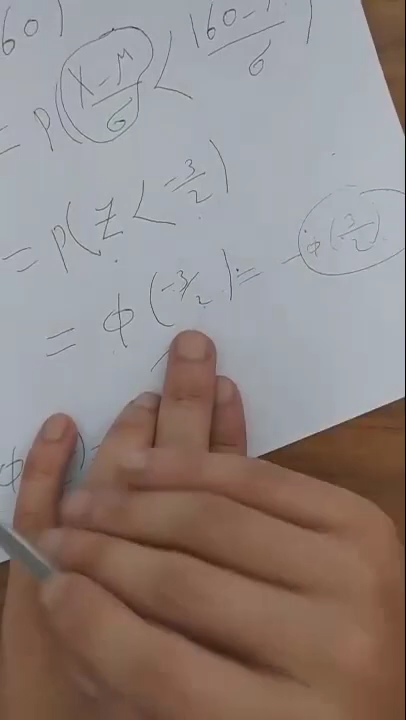 60)
= P(X-μ/σ < 160-/σ)
= P(Z < -3/2)
= Φ(-3/2) = -Φ(3/2)
Φ